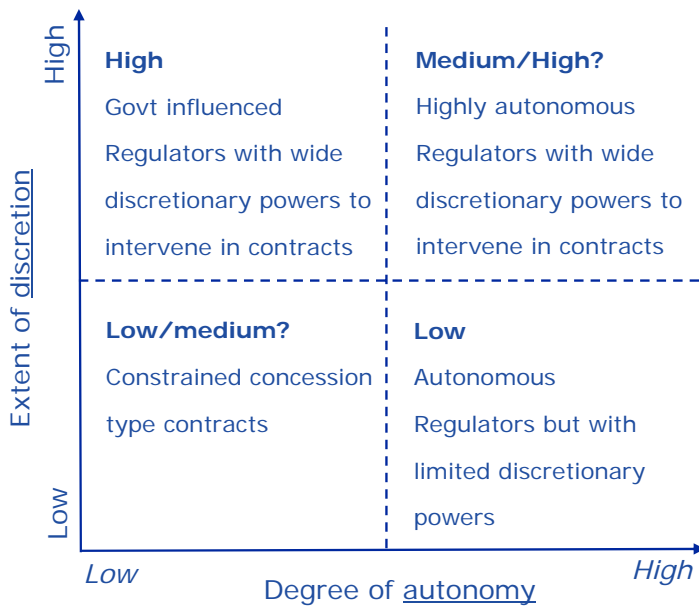 High
Extent of discretion
Low
High
Govt influenced
Regulators with wide
discretionary powers to
intervene in contracts
Medium/High?
Highly autonomous
Regulators with wide
discretionary powers to
intervene in contracts
Low/medium?
Constrained concession
type contracts
Low
Autonomous
Regulators but with
limited discretionary
powers
Low
Degree of autonomy
High